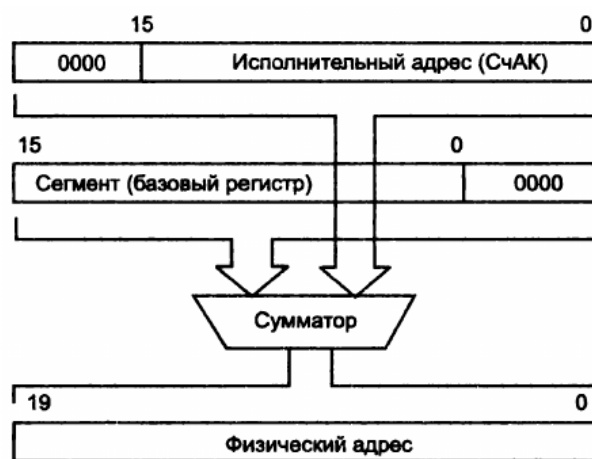 15 0
0000 Исполнительный адрес (СчАК)
15 0
Сегмент (базовый регистр) 0000
Сумматор
19 0
Физический адрес